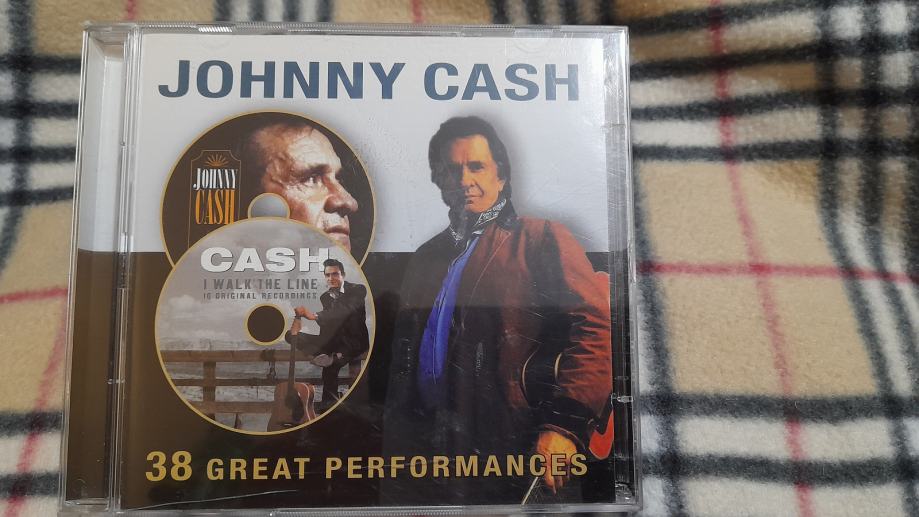 JOHNNY CASH
JOHNNY
CASH
CASH
I WALK THE LINE
16 ORIGINAL RECORDINGS
38 GREAT PERFORMANCES